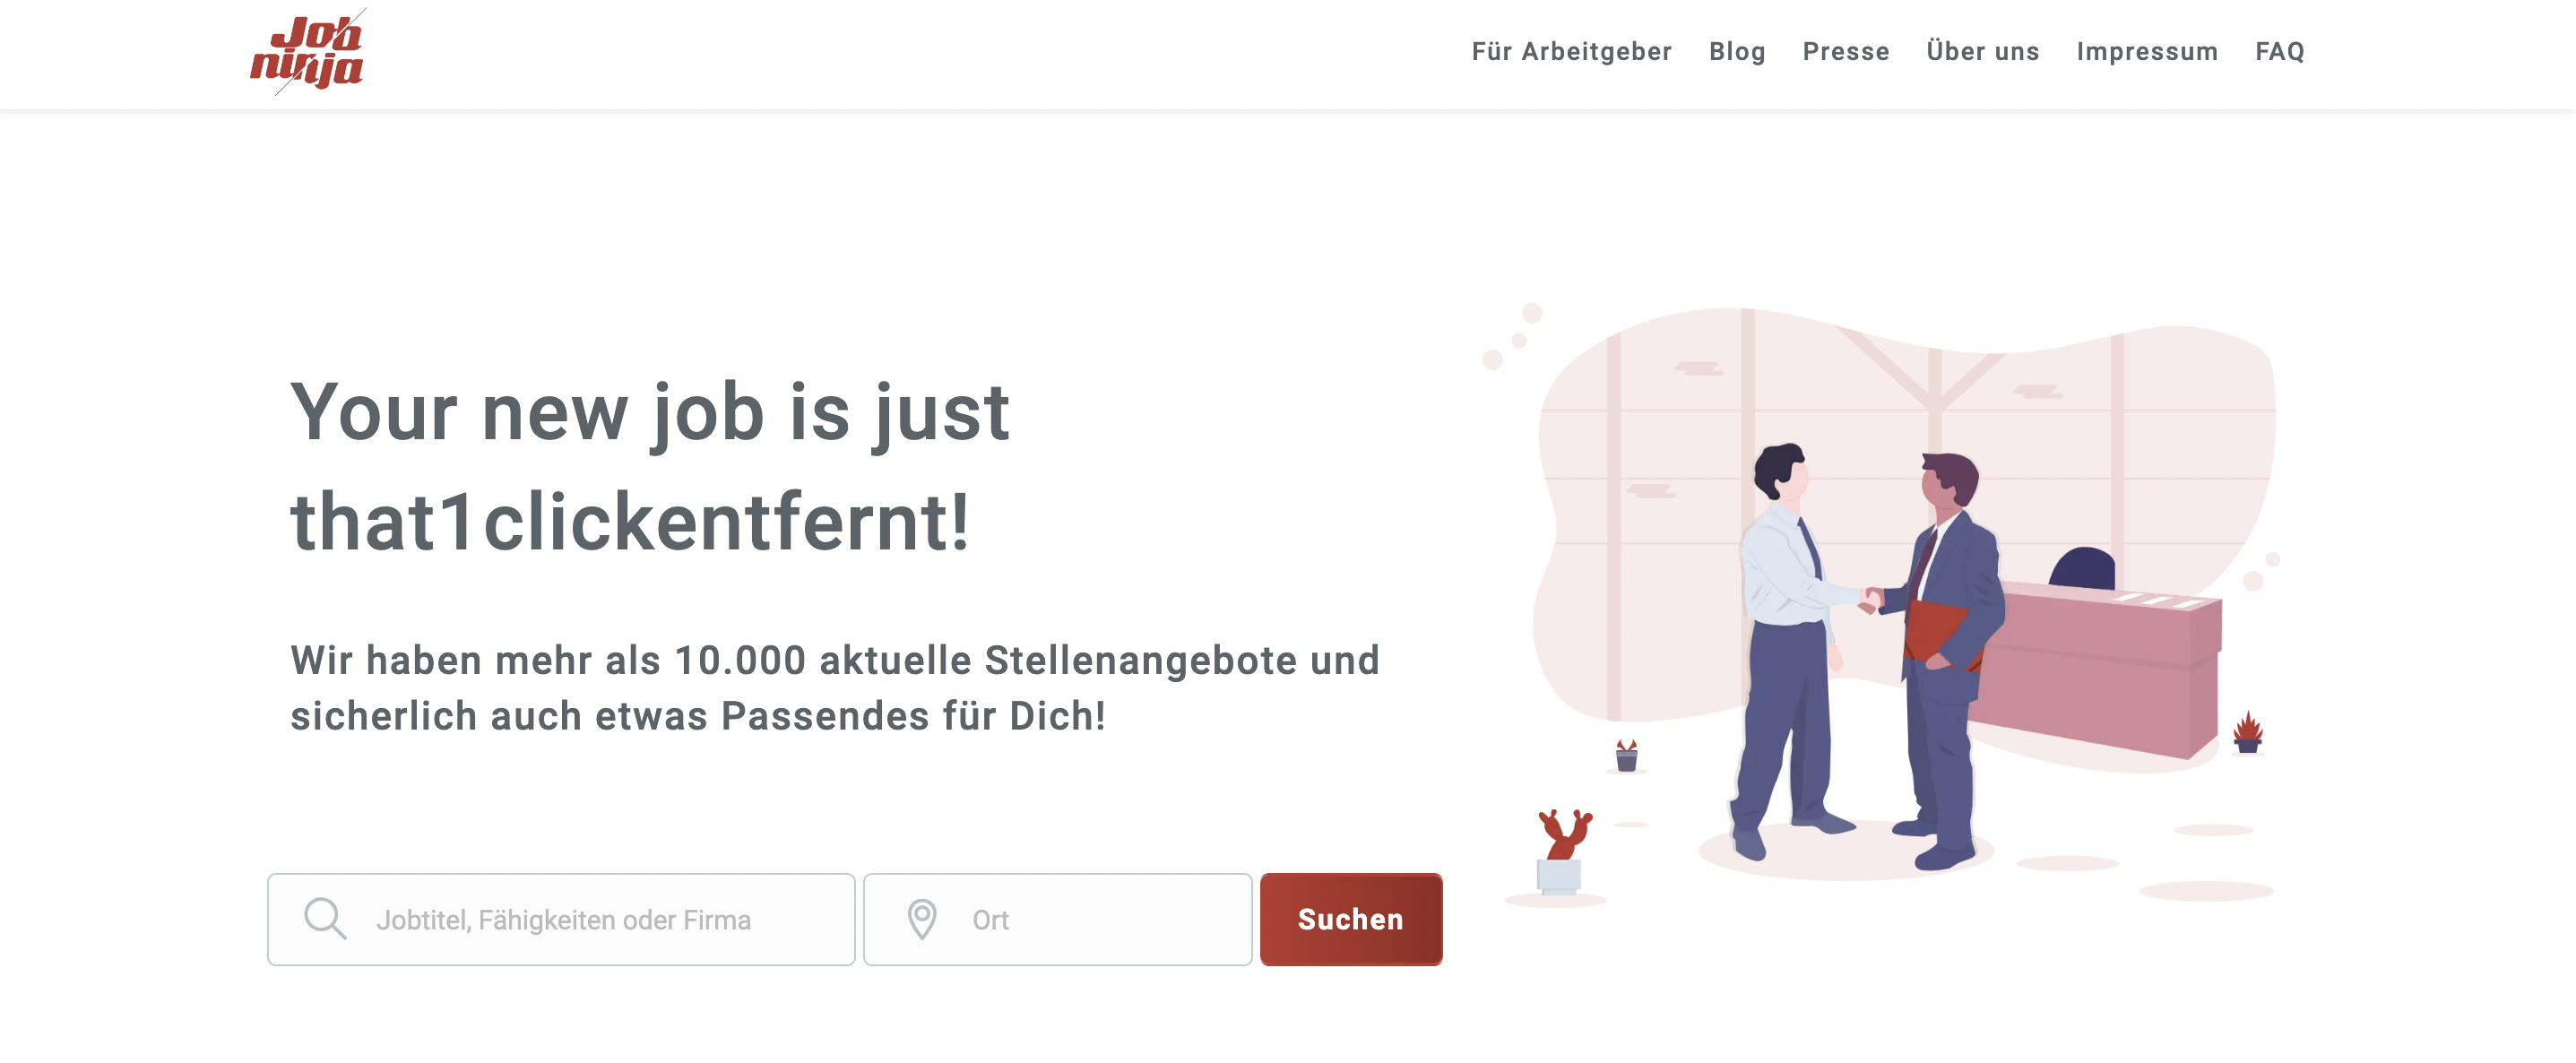 Job
ninja
Für Arbeitgeber Blog Presse Über uns Impressum FAQ
Your new job is just
that1clickentfernt!
Wir haben mehr als 10.000 aktuelle Stellenangebote und
sicherlich auch etwas Passendes für Dich!
Jobtitel, Fähigkeiten oder Firma Ort Suchen